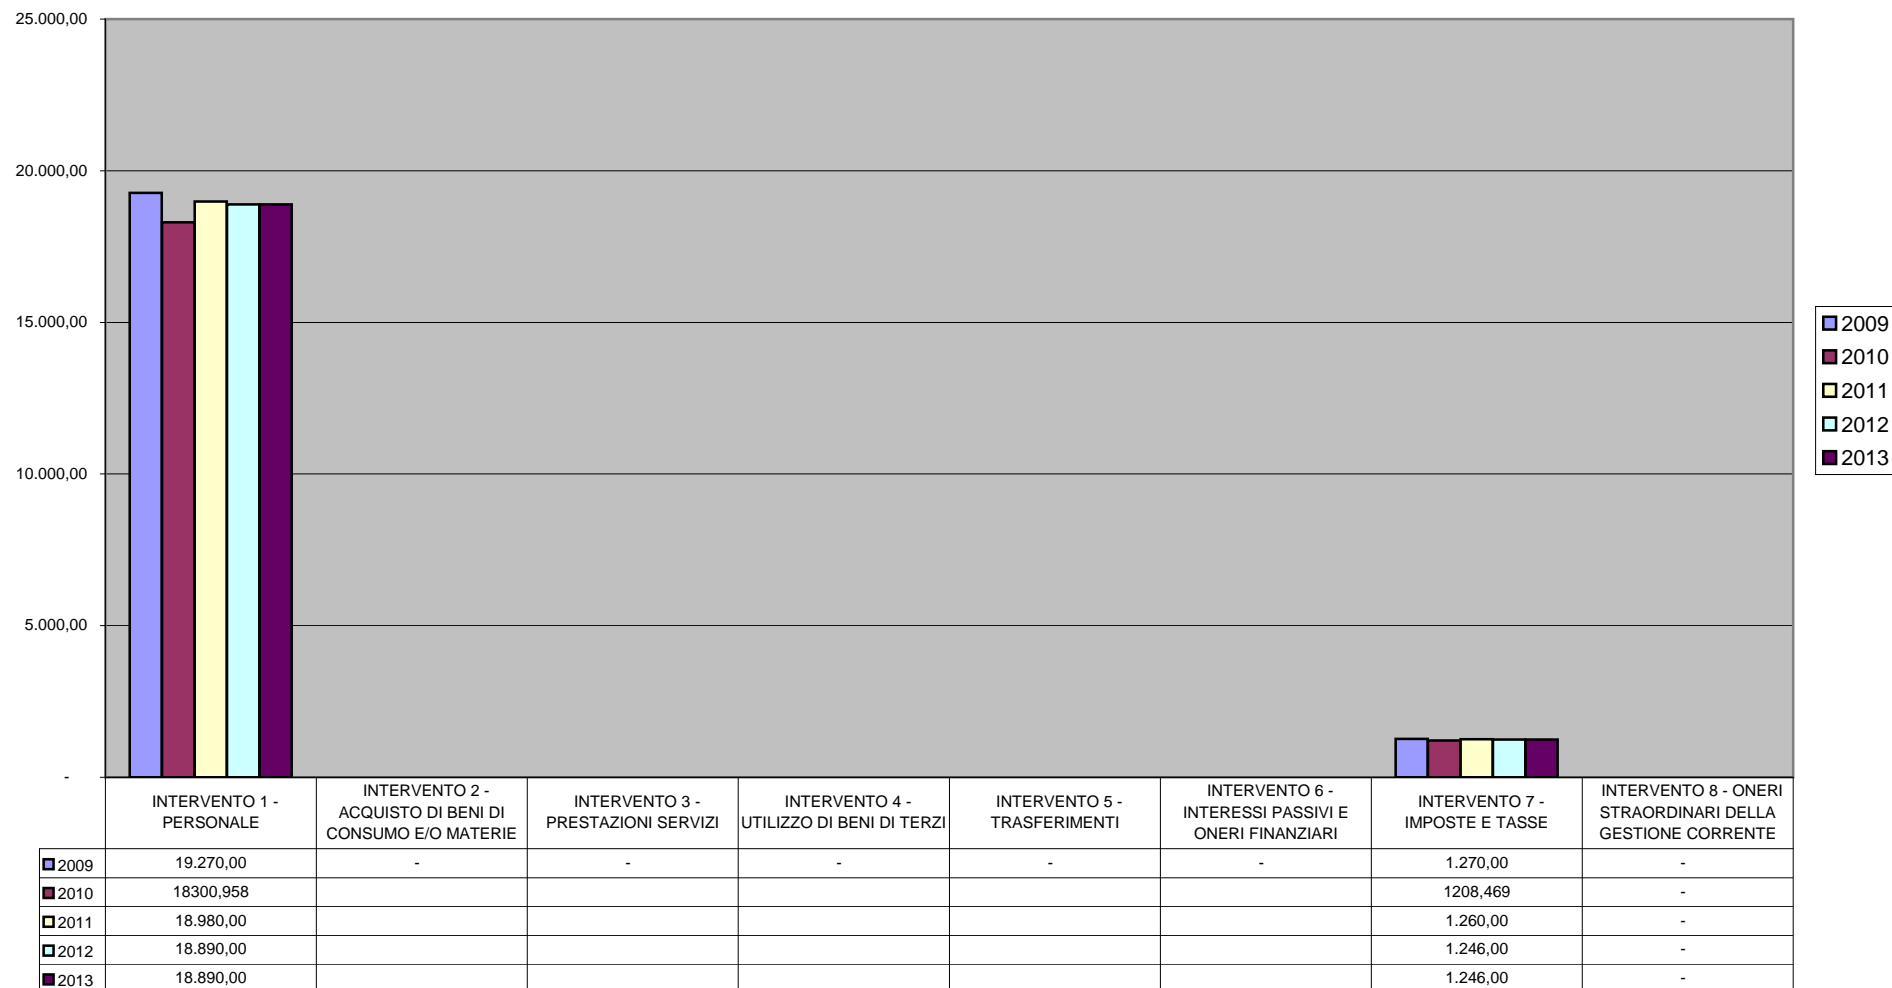 25.000,00
20.000,00
15.000,00
10.000,00
5.000,00
-
INTERVENTO 1 -
PERSONALE
INTERVENTO 2 -
ACQUISTO DI BENI DI
CONSUMO E/O MATERIE
INTERVENTO 3 -
PRESTAZIONI SERVIZI
INTERVENTO 4 -
UTILIZZO DI BENI DI TERZI
INTERVENTO 5 -
TRASFERIMENTI
INTERVENTO 6 -
INTERESSI PASSIVI E
ONERI FINANZIARI
INTERVENTO 7 -
IMPOSTE E TASSE
INTERVENTO 8 - ONERI
STRAORDINARI DELLA
GESTIONE CORRENTE
2009 19.270,00 - - - - - 1.270,00 -
2010 18300,958 1208,469 -
2011 18.980,00 1.260,00 -
2012 18.890,00 1.246,00 -
2013 18.890,00 1.246,00 -
2009
2010
2011
2012
2013